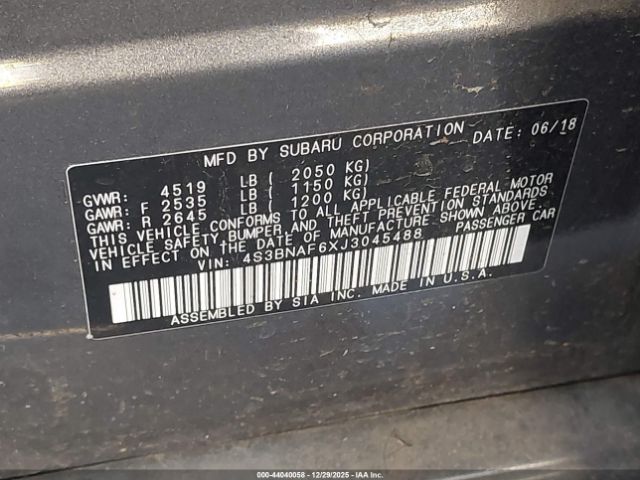 MFD BY SUBARU CORPORATION DATE: 06/18
GVWR: 4519 LB ( 2050 KG)
GAWR: F 2535 LB ( 1150 KG)
GAWR: R 2645 LB ( 1200 KG)
THIS VEHICLE CONFORMS TO ALL APPLICABLE FEDERAL MOTOR
VEHICLE SAFETY BUMPER, AND THEFT PREVENTION STANDARDS
IN EFFECT ON THE DATE OF MANUFACTURE SHOWN ABOVE.
VIN: 4S3BNAF6XJ3045488 PASSENGER CAR
ASSEMBLED BY SIA INC. MADE IN U.S.A.
000-44040058 - 12/29/2025 - IAA Corp.